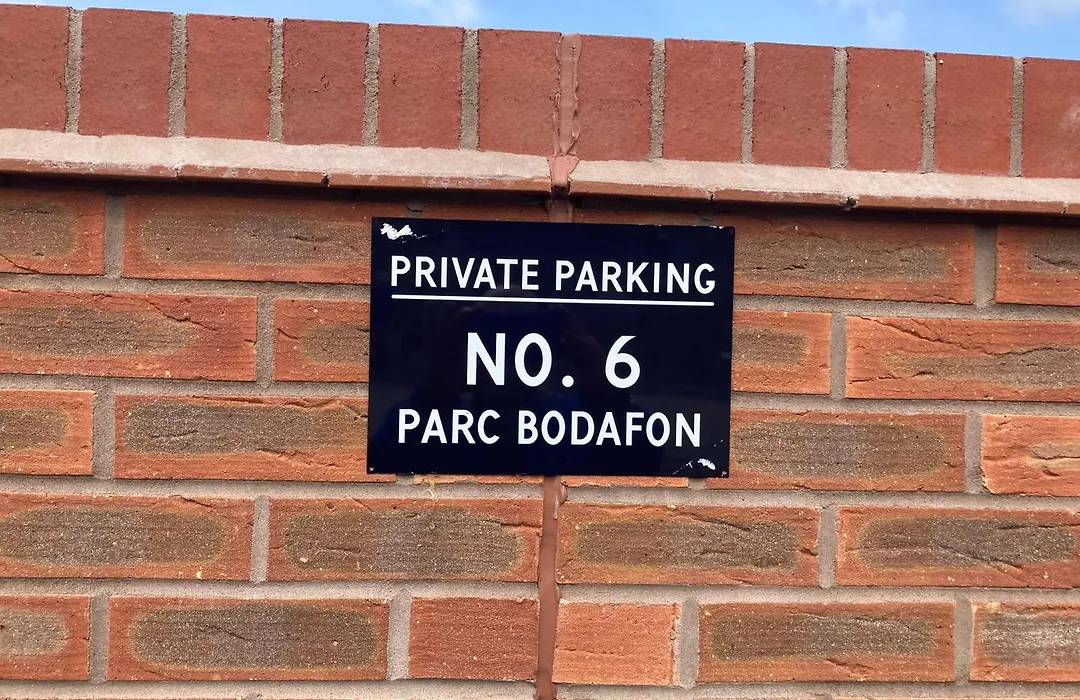 PRIVATE PARKING
NO. 6
PARC BODAFON